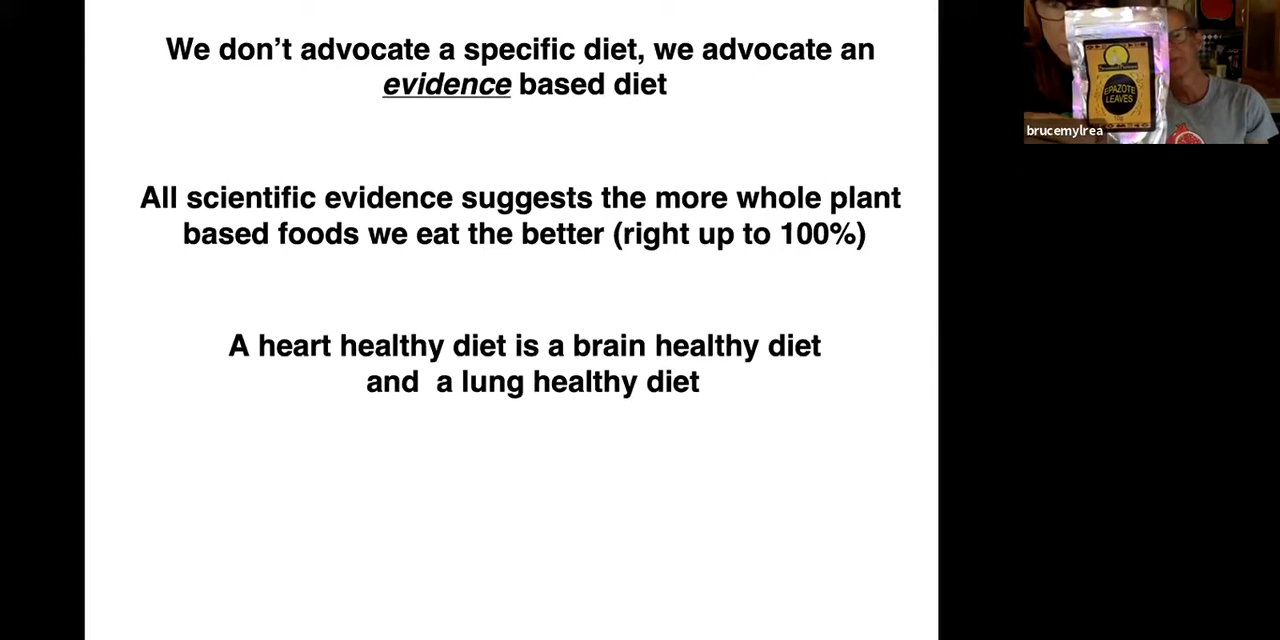 We don’t advocate a specific diet, we advocate an
evidence based diet
All scientific evidence suggests the more whole plant
based foods we eat the better (right up to 100%)
A heart healthy diet is a brain healthy diet
and a lung healthy diet
EPAZOTE
LEAVES
brucemylrea